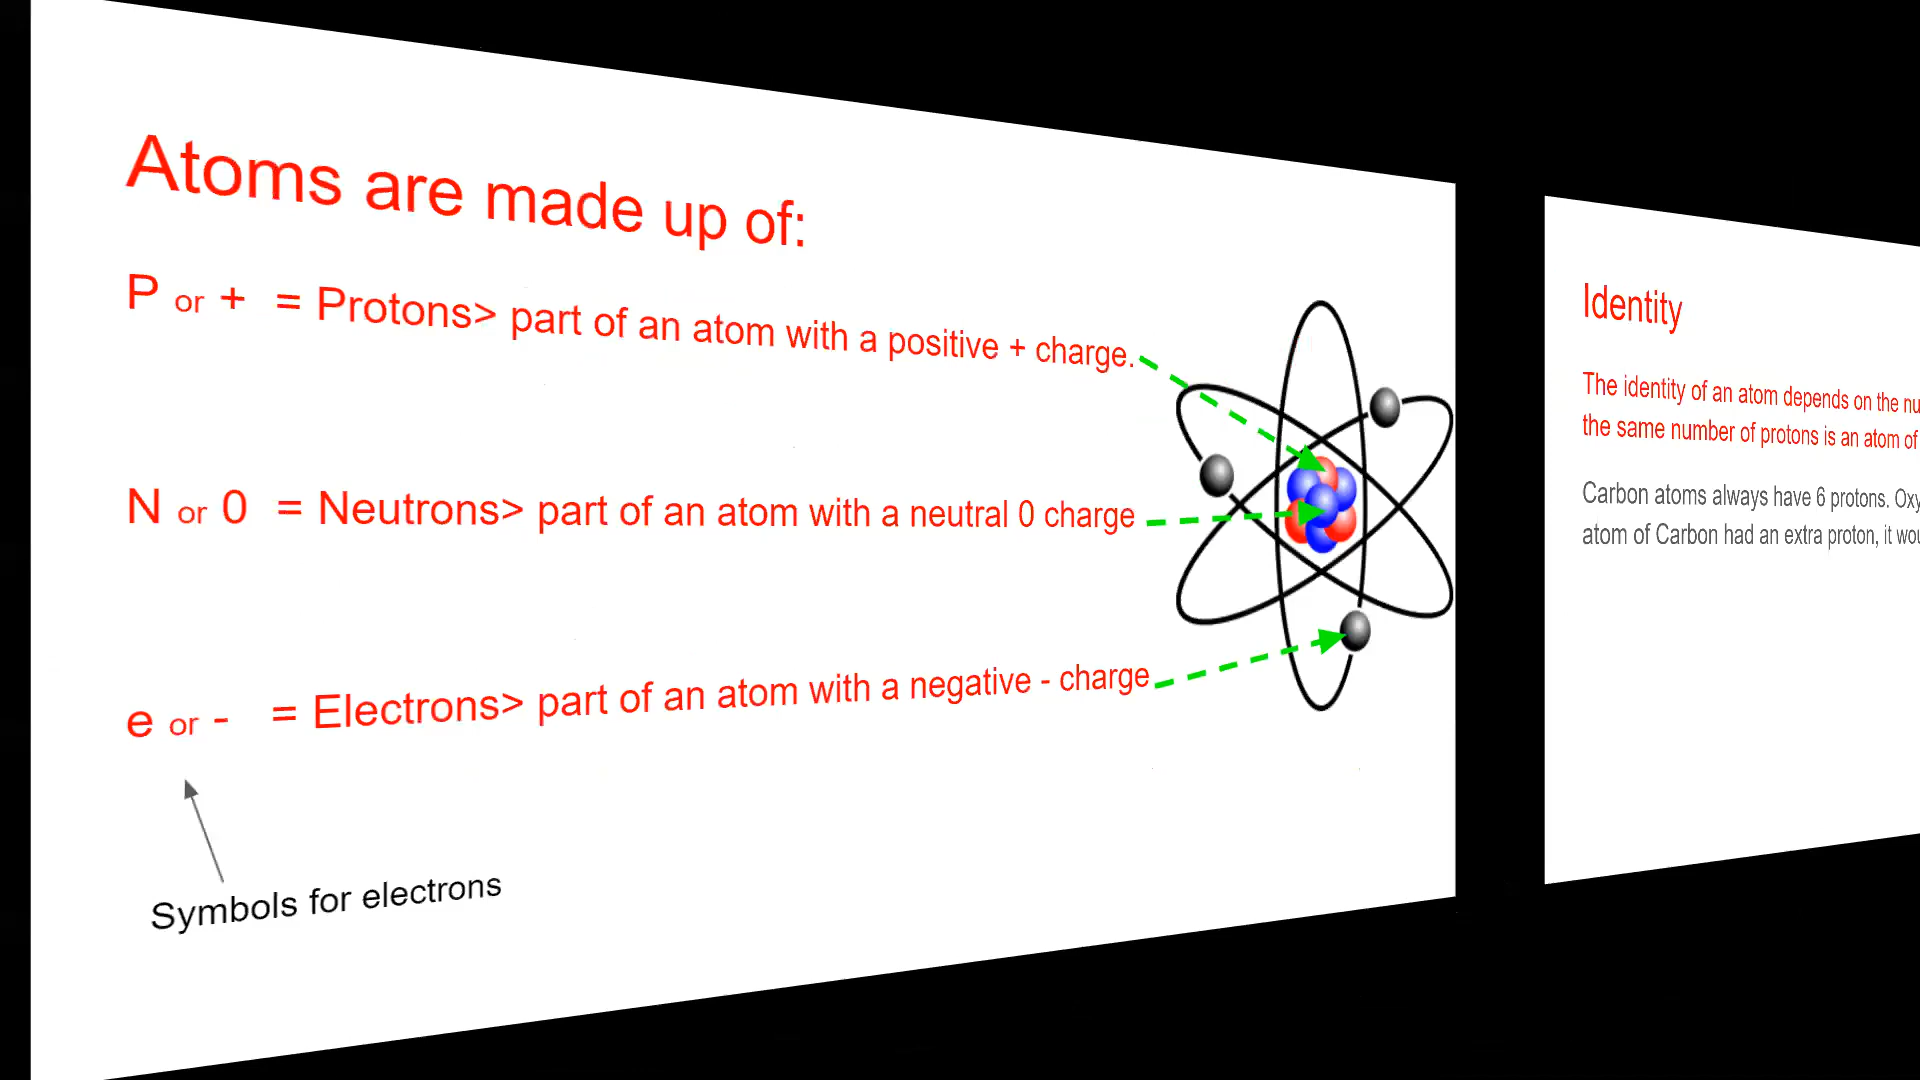 Atoms are made up of:
P or + = Protons> part of an atom with a positive + charge.
N or 0 = Neutrons> part of an atom with a neutral 0 charge
e or - = Electrons> part of an atom with a negative - charge
Symbols for electrons
Identity
The identity of an atom depends on the
the same number of protons is an atom of
Carbon atoms always have 6 protons.
atom of Carbon had an extra proton, it